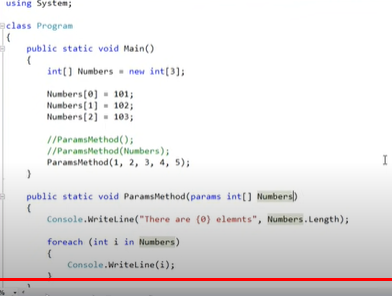 using System;
class Program
{
public static void Main()
{
int[] Numbers = new int[3];
Numbers[0] = 101;
Numbers[1] = 102;
Numbers[2] = 103;
//ParamsMethod();
//ParamsMethod(Numbers);
ParamsMethod(1, 2, 3, 4, 5);
}
public static void ParamsMethod(params int[] Numbers)
{
Console.WriteLine("There are {0} elemnts", Numbers.Length);
foreach (int i in Numbers)
{
Console.WriteLine(i);
}
}